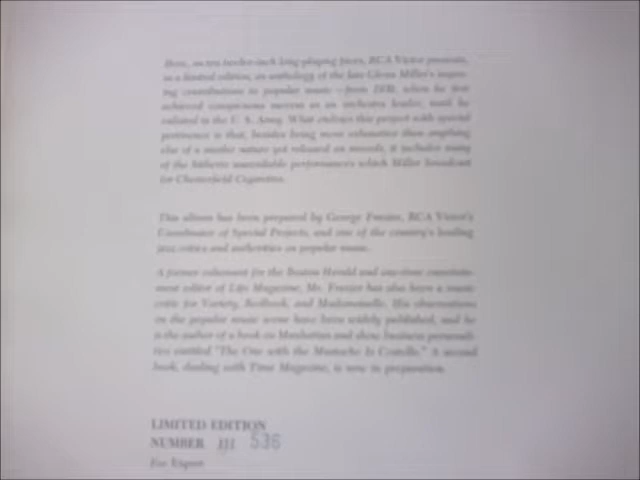 Here, on ten twelve-inch long-playing faces, RCA Victor presents,
in a limited edition, an anthology of the late Glenn Miller's impos-
ing contributions to popular music—from 1938, when he first
achieved conspicuous success as an orchestra leader, until he
enlisted in the U. S. Army. What endows this project with special
pertinence is that, besides being more exhaustive than anything
else of a similar nature yet released on records, it includes many
of the hitherto unavailable performances which Miller broadcast
for Chesterfield Cigarettes.
This album has been prepared by George Frazier, RCA Victor's
Coordinator of Special Projects, and one of the country's leading
jazz critics and authorities on popular music.
A former columnist for the Boston Herald and one-time entertain-
ment editor of Life Magazine, Mr. Frazier has also been a music
critic for Variety, Redbook, and Mademoiselle. His observations
on the popular music scene have been widely published, and he
is the author of a book on Manhattan and show business personali-
ties entitled "The One with the Mustache Is Costello." A second
book, dealing with Time Magazine, is now in preparation.
LIMITED EDITION
NUMBER 536